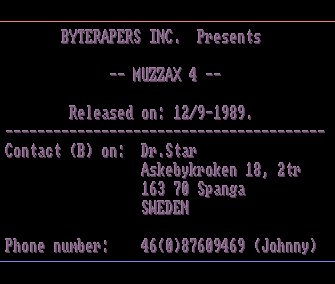 BYTERAPERS INC.  Presents
-- MUZZAX 4 --
Released on: 12/9-1989.
----------------------------------------
Contact (B) on:  Dr.Star
Askebykroken 18, 2tr
163 70 Spanga
SWEDEN
Phone number:    46(0)87609469 (Johnny)